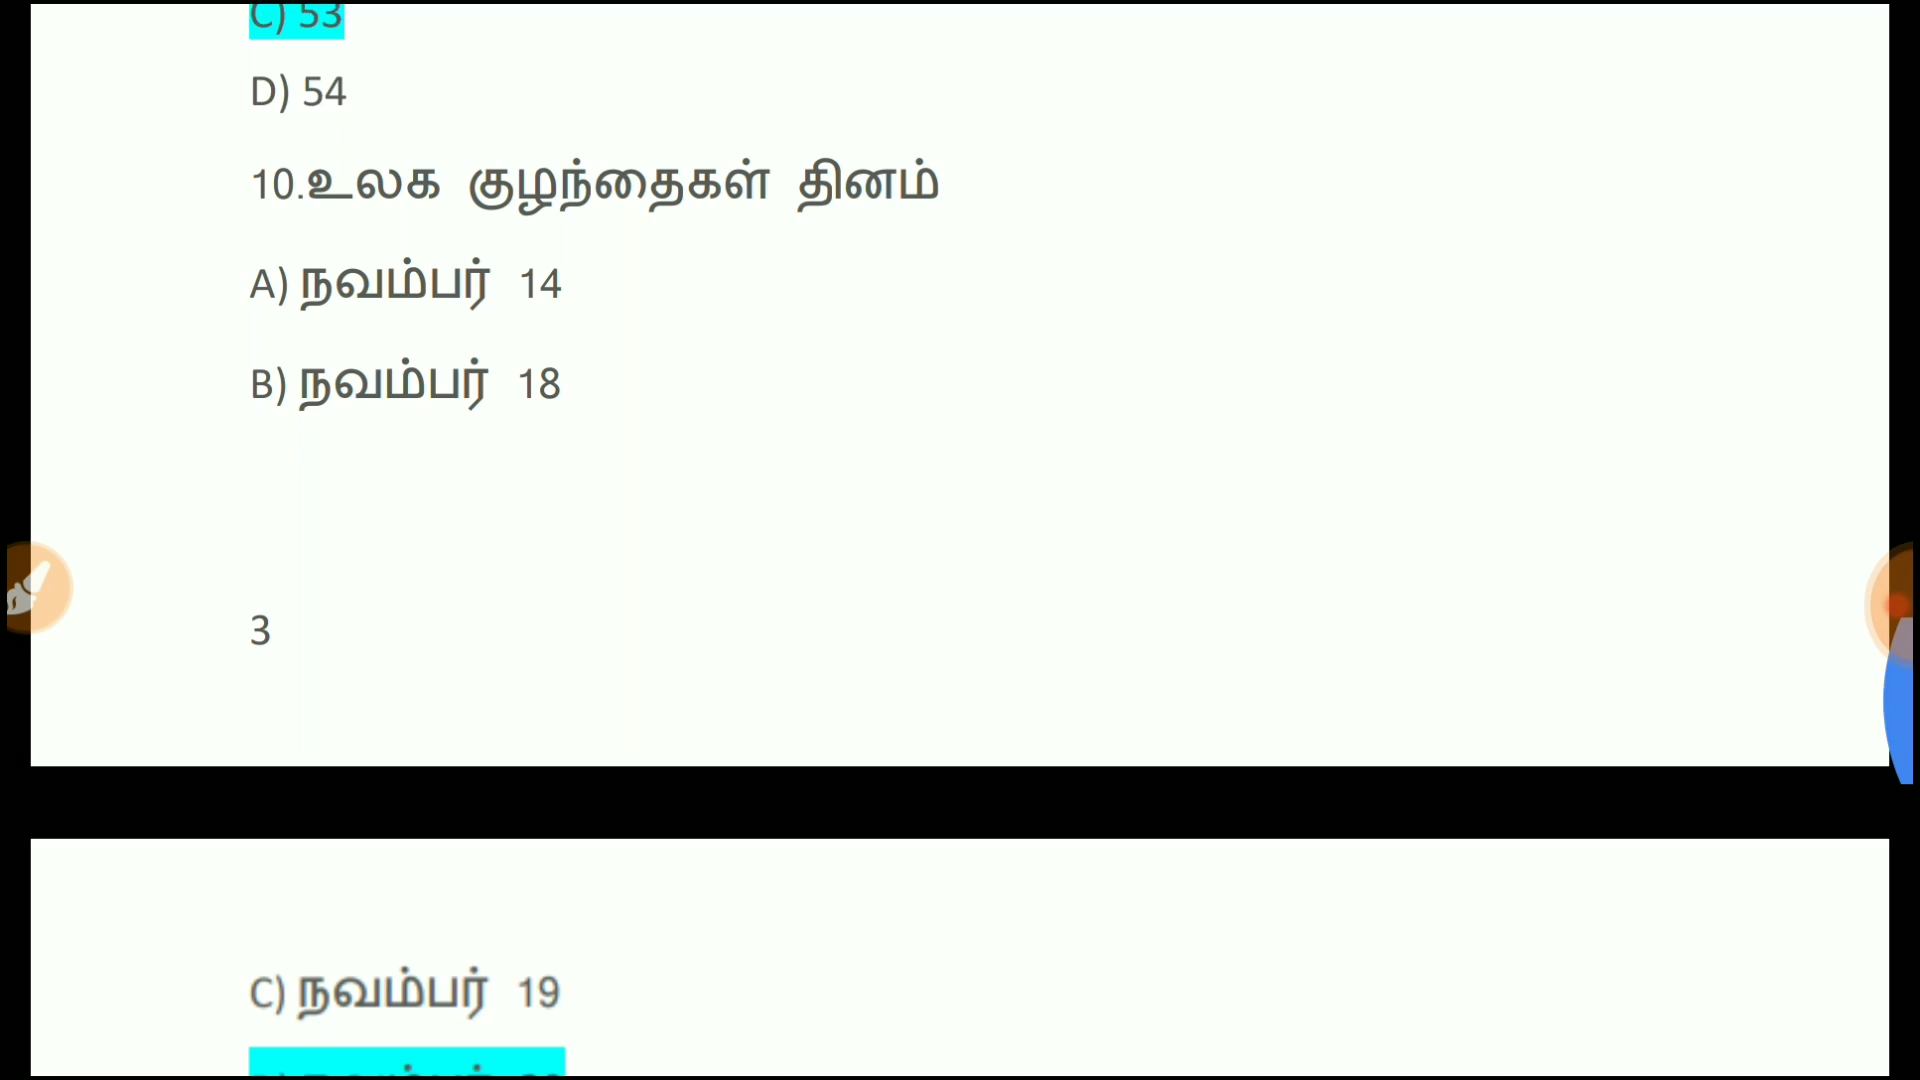 C) 53
D) 54
10.உலக குழந்தைகள் தினம்
A) நவம்பர் 14
B) நவம்பர் 18
3
C) நவம்பர் 19